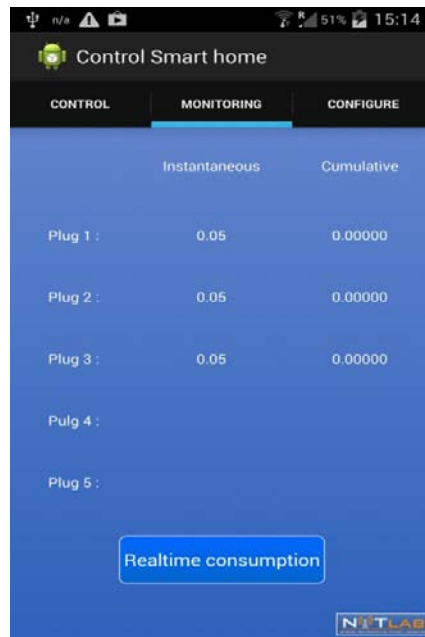 n/a R 51% 15:14
Control Smart home
CONTROL MONITORING CONFIGURE
Instantaneous Cumulative
Plug 1 : 0.05 0.00000
Plug 2 : 0.05 0.00000
Plug 3 : 0.05 0.00000
Pulg 4 :
Plug 5 :
Realtime consumption
NITLAB